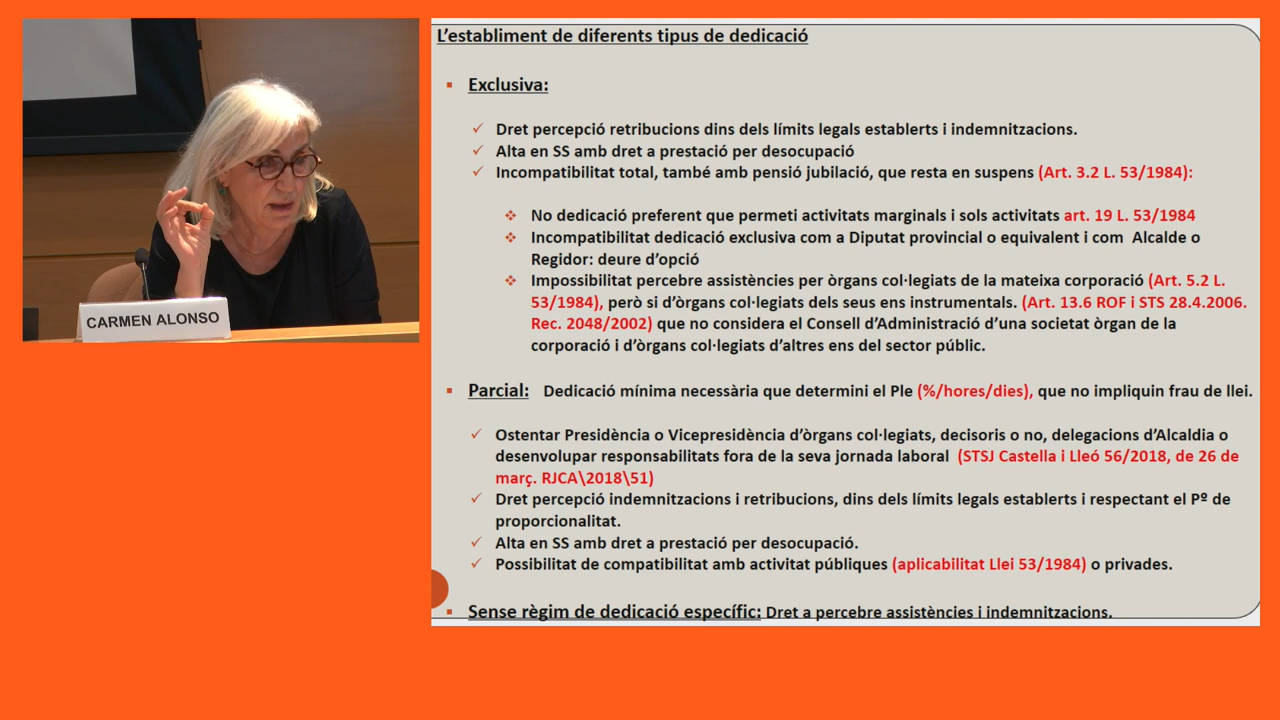 CARMEN ALONSO
L'establiment de diferents tipus de dedicació
Exclusiva:
Dret percepció retribucions dins dels límits legals establerts i indemnitzacions.
Alta en SS amb dret a prestació per desocupació
Incompatibilitat total, també amb pensió jubilació, que resta en suspens (Art. 3.2 L. 53/1984):
No dedicació preferent que permeti activitats marginals i sols activitats art. 19 L. 53/1984
Incompatibilitat dedicació exclusiva com a Diputat provincial o equivalent i com Alcalde o
Regidor: deure d'opció
Impossibilitat percebre assistències per òrgans col·legiats de la mateixa corporació (Art. 5.2 L.
53/1984), però si d'òrgans col·legiats dels seus ens instrumentals. (Art. 13.6 ROF i STS 28.4.2006.
Rec. 2048/2002) que no considera el Consell d'Administració d'una societat òrgan de la
corporació i d'òrgans col·legiats d'altres ens del sector públic.
Parcial: Dedicació mínima necessària que determini el Ple (%/hores/dies), que no impliquin frau de llei.
Ostentar Presidència o Vicepresidència d'òrgans col·legiats, decisoris o no, delegacions d'Alcaldia o
desenvolupar responsabilitats fora de la seva jornada laboral (STSJ Castella i Lleó 56/2018, de 26 de
març. RJCA\2018\51)
Dret percepció indemnitzacions i retribucions, dins dels límits legals establerts i respectant el Pº de
proporcionalitat.
Alta en SS amb dret a prestació per desocupació.
Possibilitat de compatibilitat amb activitat públiques (aplicabilitat Llei 53/1984) o privades.
Sense règim de dedicació específic: Dret a percebre assistències i indemnitzacions.